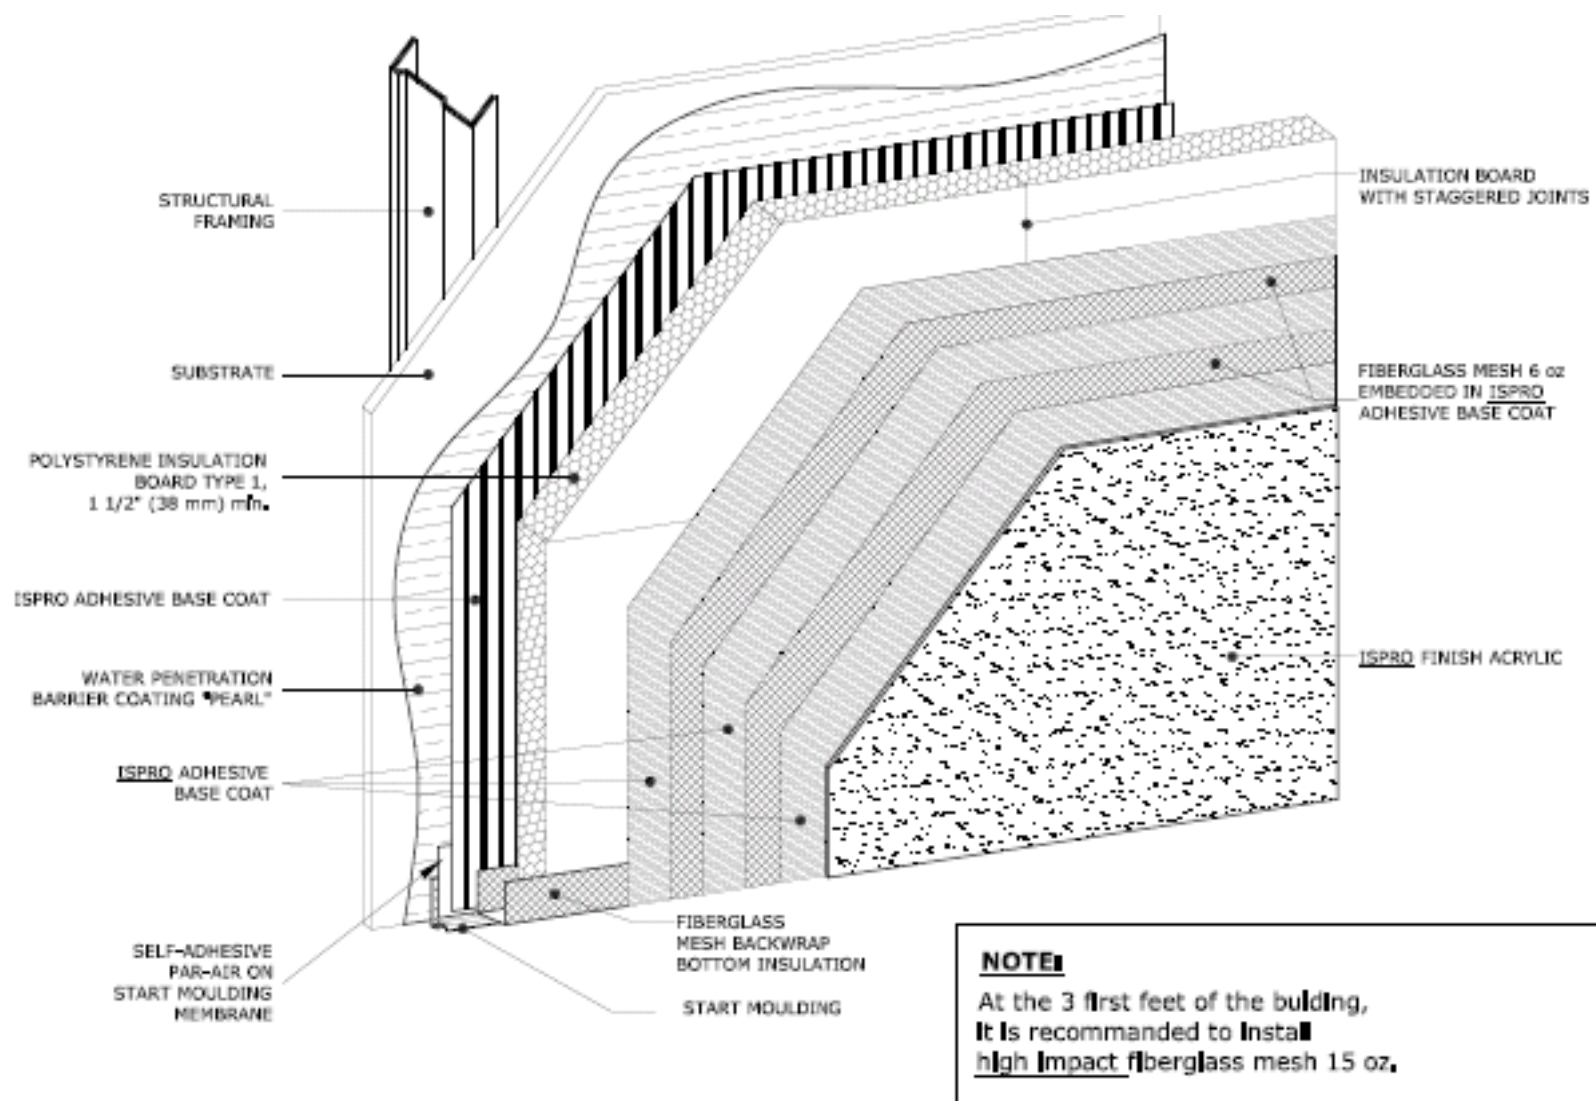 STRUCTURAL
FRAMING
SUBSTRATE
POLYSTYRENE INSULATION
BOARD TYPE 1,
1 1/2" (38 mm) min.
ISPRO ADHESIVE BASE COAT
WATER PENETRATION
BARRIER COATING "PEARL"
ISPRO ADHESIVE
BASE COAT
SELF-ADHESIVE
PAR-AIR ON
START MOULDING
MEMBRANE
FIBERGLASS
MESH BACKWRAP
BOTTOM INSULATION
START MOULDING
INSULATION BOARD
WITH STAGGERED JOINTS
FIBERGLASS MESH 6 oz
EMBEDDED IN ISPRO
ADHESIVE BASE COAT
ISPRO FINISH ACRYLIC
NOTE:
At the 3 first feet of the building,
it is recommanded to install
high impact fiberglass mesh 15 oz.